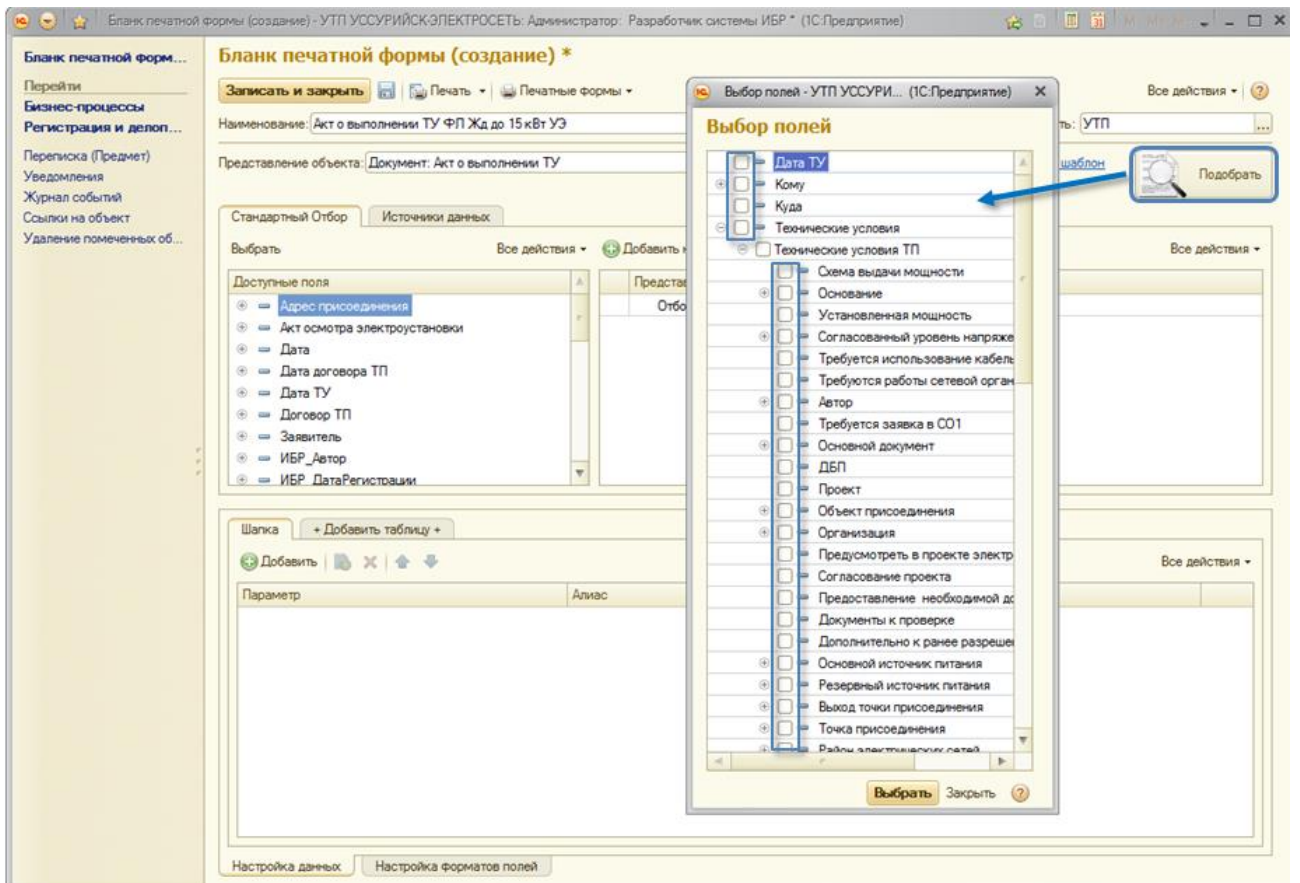 Бланк печатной формы (создание) - УТП УССУРИЙСК-ЭЛЕКТРОСЕТЬ: Администратор: Разработчик системы ИБР * (1С:Предприятие)
Бланк печатной форм...
Перейти
Бизнес-процессы
Регистрация и делоп...
Переписка (Предмет)
Уведомления
Журнал событий
Ссылки на объект
Удаление помеченных об...
Бланк печатной формы (создание) *
Записать и закрыть Печать Печатные формы Все действия
Наименование: Акт о выполнении ТУ ФП Жд до 15 кВт УЭ ть: УТП ...
Представление объекта: Документ: Акт о выполнении ТУ шаблон Подобрать
Стандартный Отбор Источники данных
Выбрать Все действия Добавить Все действия
Доступные поля Представ
Адрес присоединения Отбо
Акт осмотра электроустановки
Дата
Дата договора ТП
Дата ТУ
Договор ТП
Заявитель
ИБР_Автор
ИБР_ДатаРегистрации
Шапка + Добавить таблицу +
Добавить Все действия
Параметр Алиас
Настройка данных Настройка форматов полей
Выбор полей - УТП УССУРИ... (1С:Предприятие)
Выбор полей
Дата ТУ
Кому
Куда
Технические условия
Технические условия ТП
Схема выдачи мощности
Основание
Установленная мощность
Согласованный уровень напряже
Требуется использование кабель
Требуются работы сетевой орган
Автор
Требуется заявка в СО1
Основной документ
ДБП
Проект
Объект присоединения
Организация
Предусмотреть в проекте электр
Согласование проекта
Предоставление необходимой до
Документы к проверке
Дополнительно к ранее разреше
Основной источник питания
Резервный источник питания
Выход точки присоединения
Точка присоединения
Район электрических сетей
Выбрать Закрыть